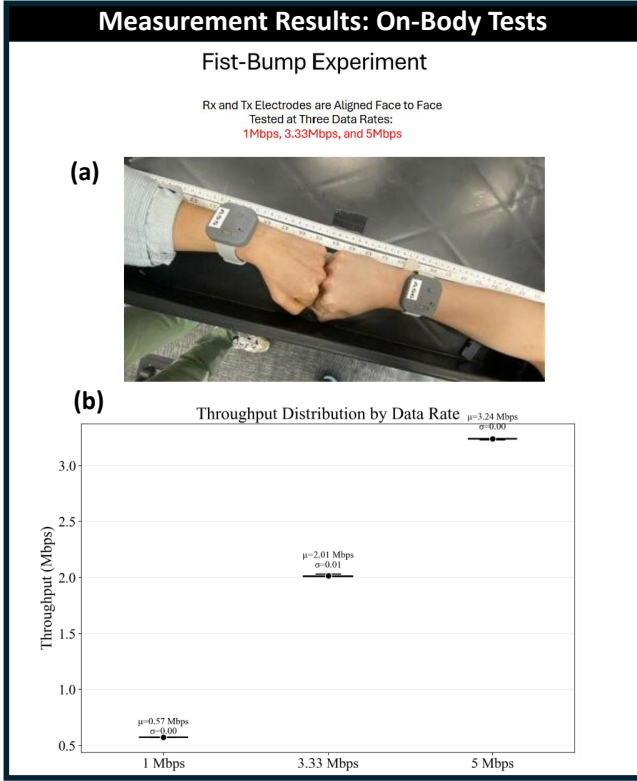 Measurement Results: On-Body Tests
Fist-Bump Experiment
Rx and Tx Electrodes are Aligned Face to Face
Tested at Three Data Rates:
1Mbps, 3.33Mbps, and 5Mbps
(a)
(b)
Throughput Distribution by Data Rate
μ=3.24 Mbps
σ=0.00
3.0
2.5
μ=2.01 Mbps
σ=0.01
2.0
Throughput (Mbps)
1.5
1.0
μ=0.57 Mbps
σ=0.00
0.5
1 Mbps
3.33 Mbps
5 Mbps